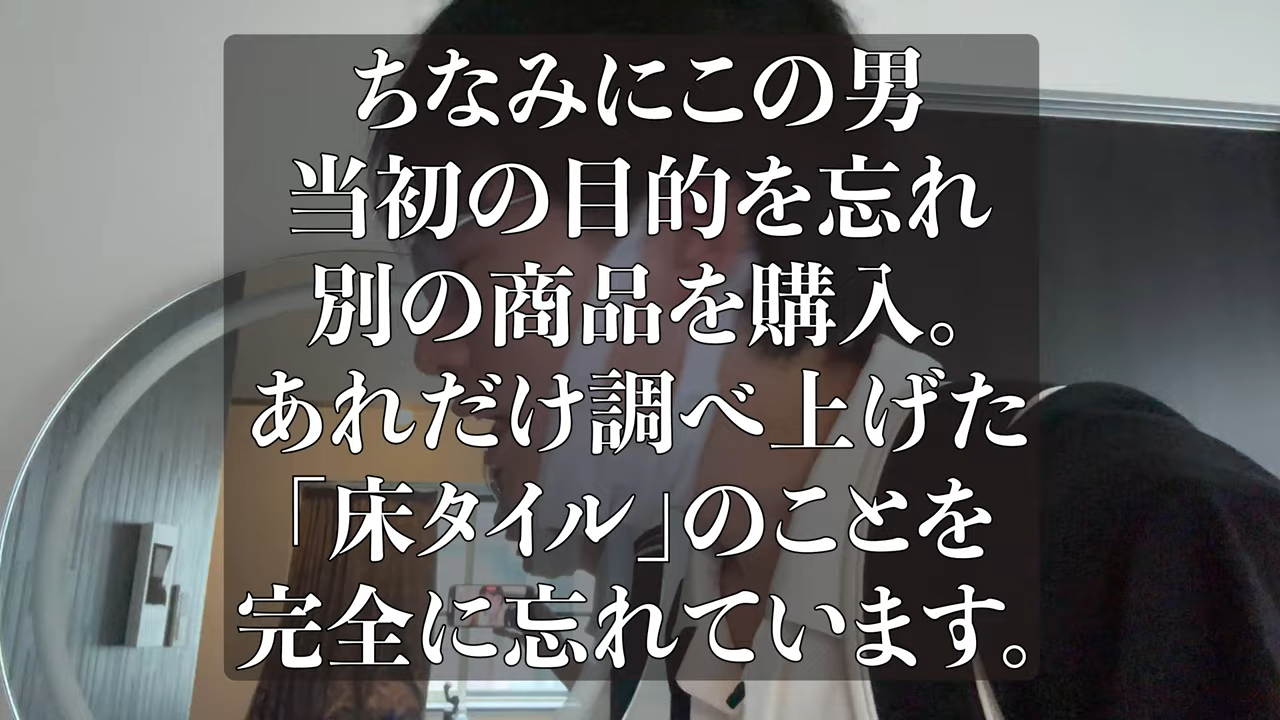 ちなみにこの男
当初の目的を忘れ
別の商品を購入。
あれだけ調べ上げた
「床タイル」のことを
完全に忘れています。